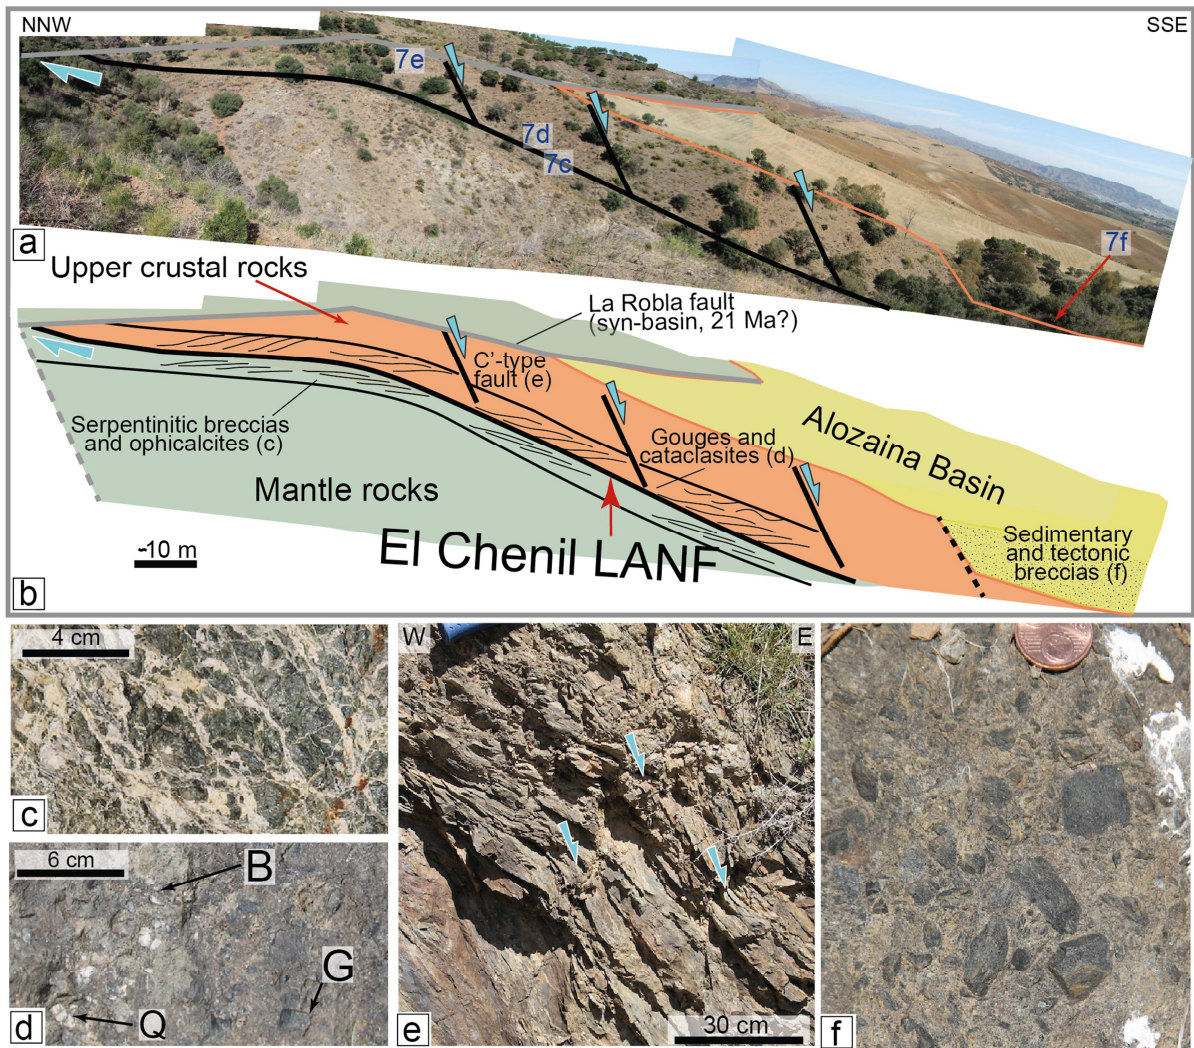 NNW
SSE
7e
7d
7c
7f
a
Upper crustal rocks
La Robla fault
(syn-basin, 21 Ma?)
C'-type
fault (e)
Serpentinitic breccias
and ophicalcites (c)
Gouges and
cataclasites (d)
Alozaina Basin
Mantle rocks
Sedimentary
and tectonic
breccias (f)
El Chenil LANF
~10 m
b
4 cm
c
6 cm
B
G
Q
d
W
E
30 cm
e
f